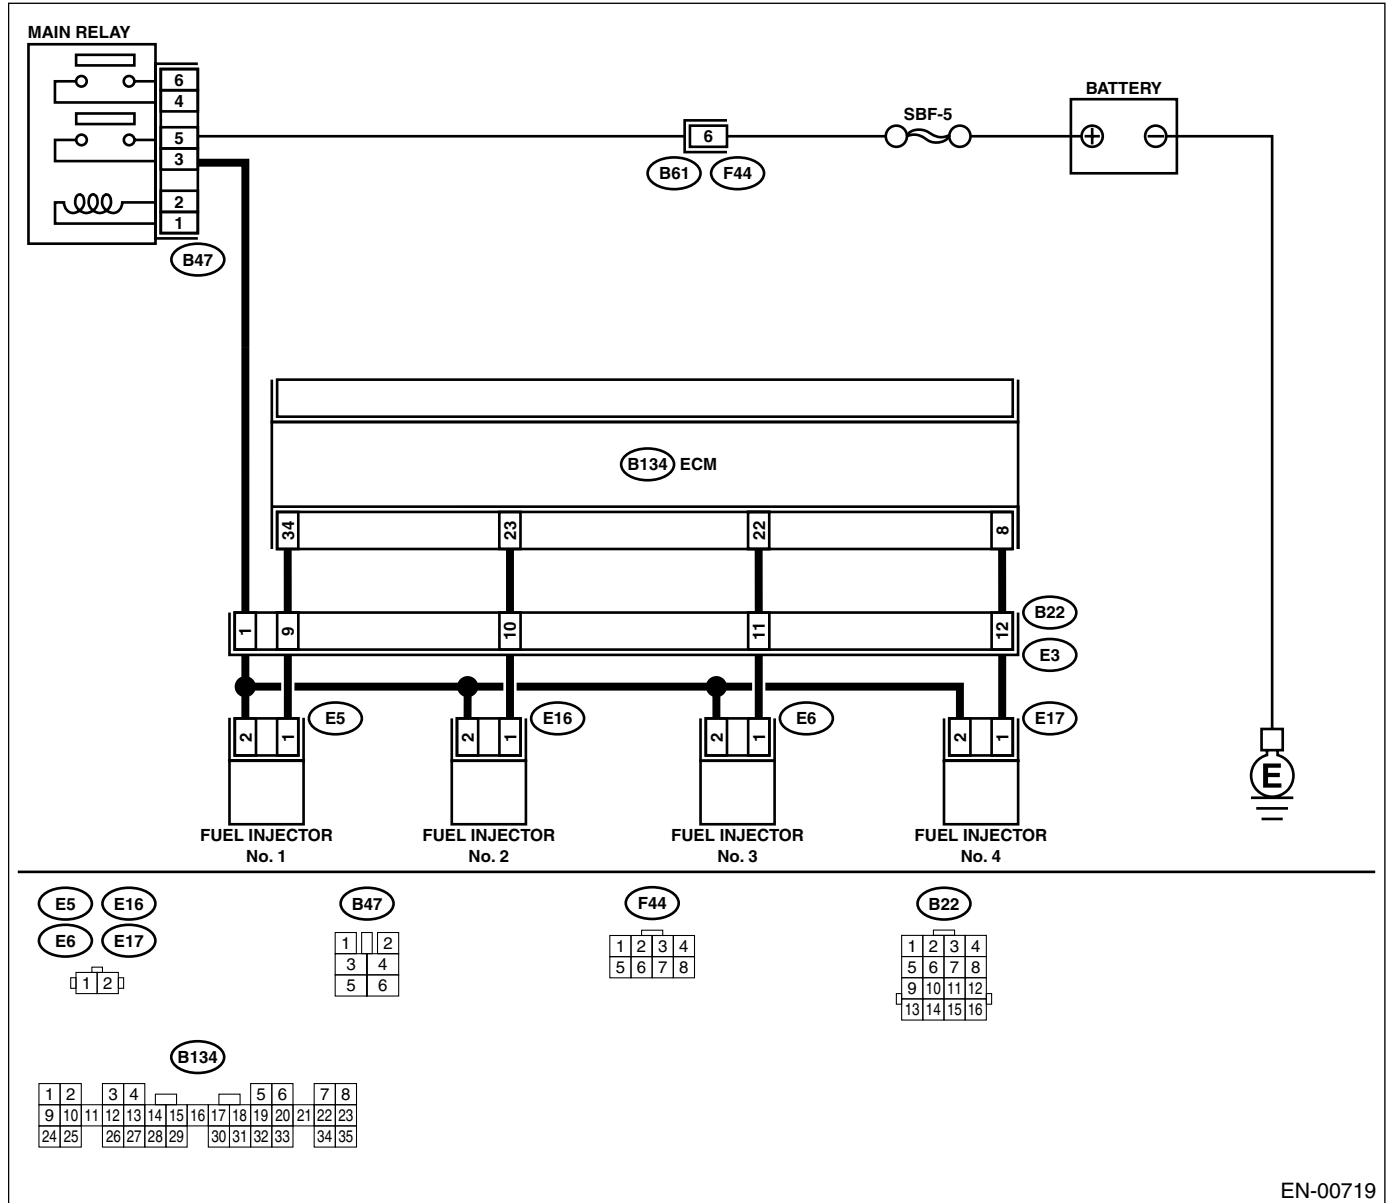 MAIN RELAY
6
4
5
3
2
1
B47
6
B61 F44
SBF-5
BATTERY
B134 ECM
34 23 22 8
1 9 10 11 12
B22
E3
2 1 E5
2 1 E16
2 1 E6
2 1 E17
E
FUEL INJECTOR
No. 1
FUEL INJECTOR
No. 2
FUEL INJECTOR
No. 3
FUEL INJECTOR
No. 4
E5 E16
E6 E17
1 2
B47
1 2
3 4
5 6
F44
1 2 3 4
5 6 7 8
B22
1 2 3 4
5 6 7 8
9 10 11 12
13 14 15 16
B134
1 2 3 4 5 6 7 8
9 10 11 12 13 14 15 16 17 18 19 20 21 22 23
24 25 26 27 28 29 30 31 32 33 34 35
EN-00719